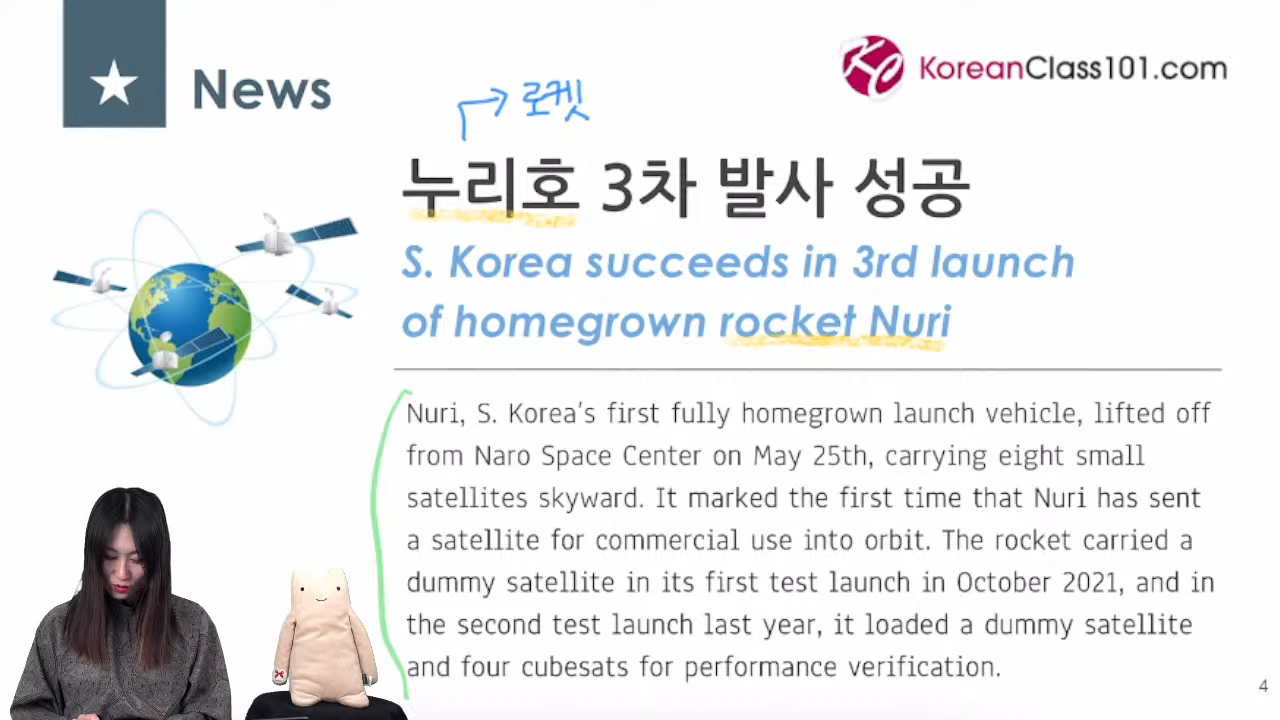 News
KoreanClass101.com
로켓
누리호 3차 발사 성공
S. Korea succeeds in 3rd launch
of homegrown rocket Nuri
Nuri, S. Korea's first fully homegrown launch vehicle, lifted off
from Naro Space Center on May 25th, carrying eight small
satellites skyward. It marked the first time that Nuri has sent
a satellite for commercial use into orbit. The rocket carried a
dummy satellite in its first test launch in October 2021, and in
the second test launch last year, it loaded a dummy satellite
and four cubesats for performance verification.
4